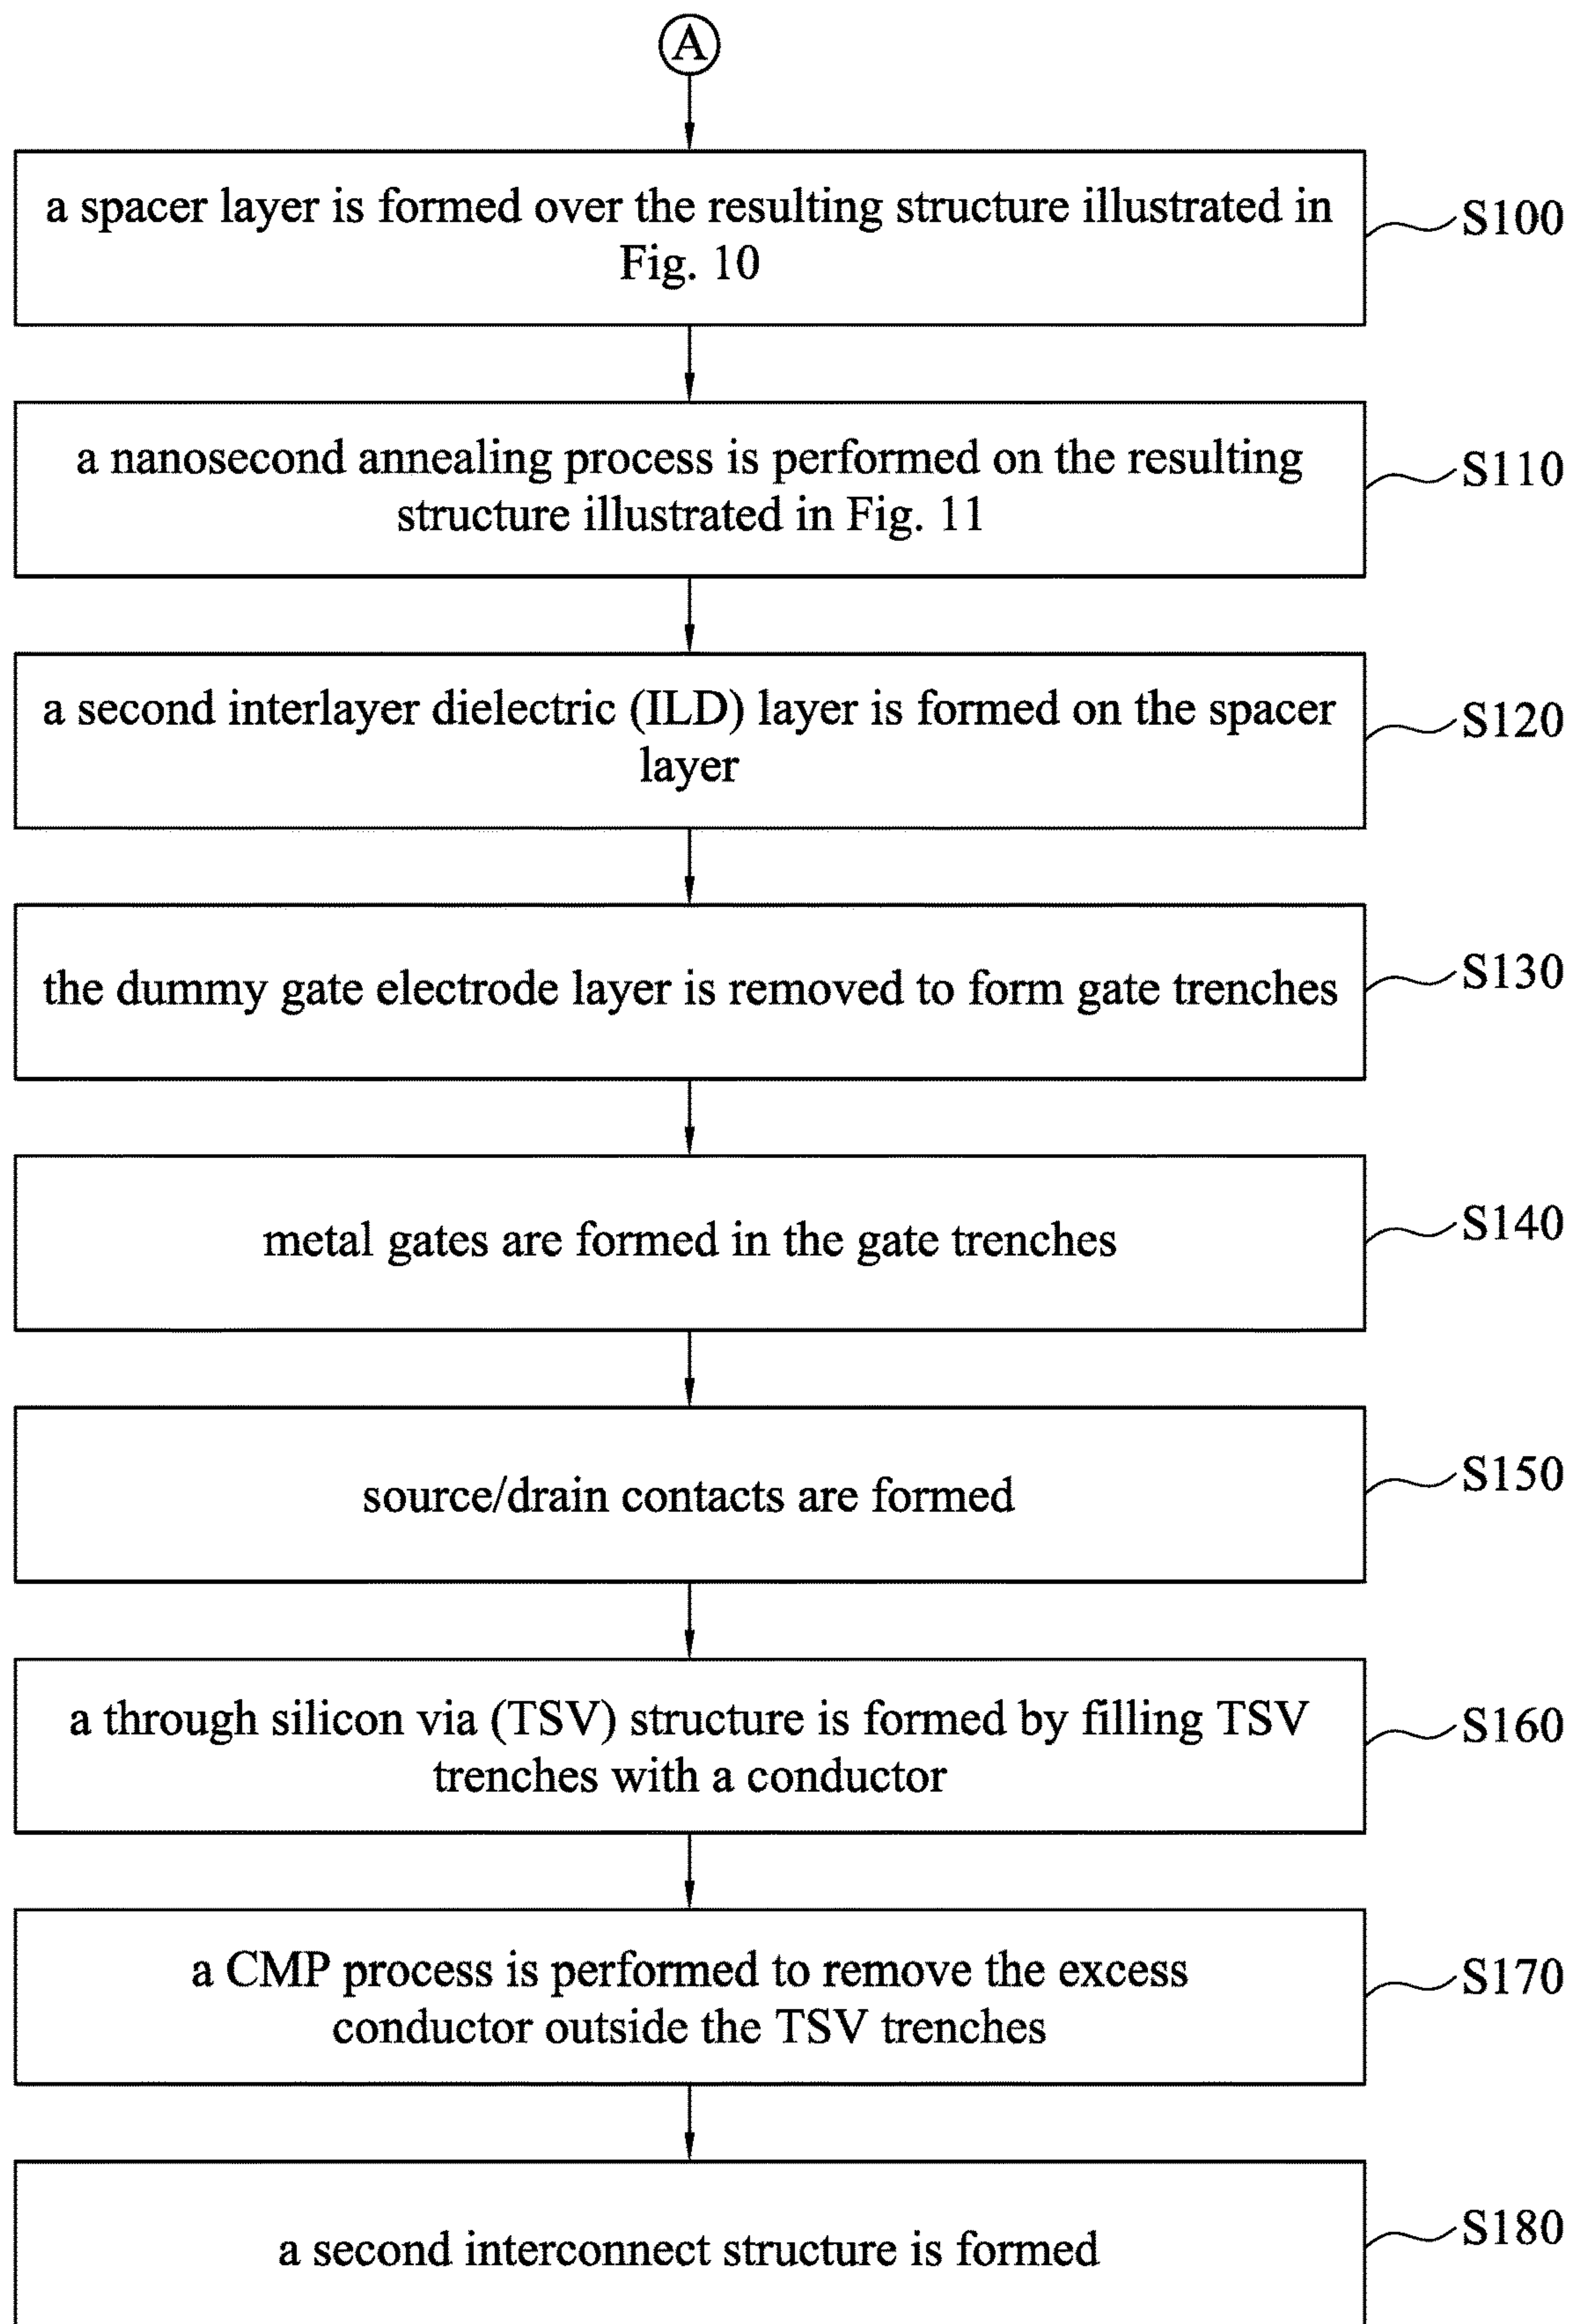 A
a spacer layer is formed over the resulting structure illustrated in
Fig. 10
S100
a nanosecond annealing process is performed on the resulting
structure illustrated in Fig. 11
S110
a second interlayer dielectric (ILD) layer is formed on the spacer
layer
S120
the dummy gate electrode layer is removed to form gate trenches
S130
metal gates are formed in the gate trenches
S140
source/drain contacts are formed
S150
a through silicon via (TSV) structure is formed by filling TSV
trenches with a conductor
S160
a CMP process is performed to remove the excess
conductor outside the TSV trenches
S170
a second interconnect structure is formed
S180